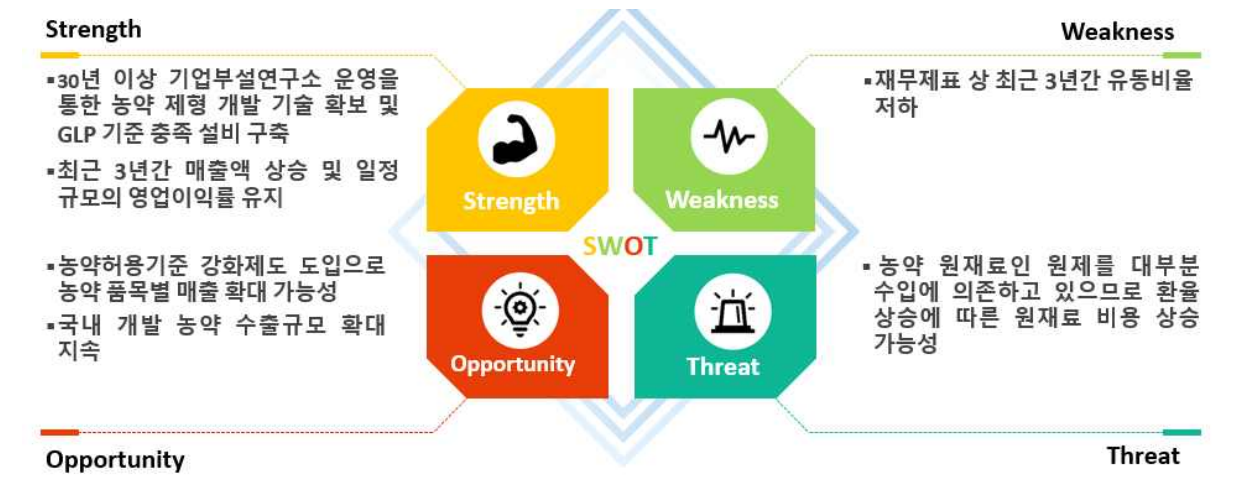 Strength
Weakness
▪30년 이상 기업부설연구소 운영을
통한 농약 제형 개발 기술 확보 및
GLP 기준 충족 설비 구축
▪최근 3년간 매출액 상승 및 일정
규모의 영업이익률 유지
▪재무제표 상 최근 3년간 유동비율
저하
Strength
Weakness
SWOT
▪농약허용기준 강화제도 도입으로
농약 품목별 매출 확대 가능성
▪국내 개발 농약 수출규모 확대
지속
▪농약 원재료인 원제를 대부분
수입에 의존하고 있으므로 환율
상승에 따른 원재료 비용 상승
가능성
Opportunity
Threat
Opportunity
Threat